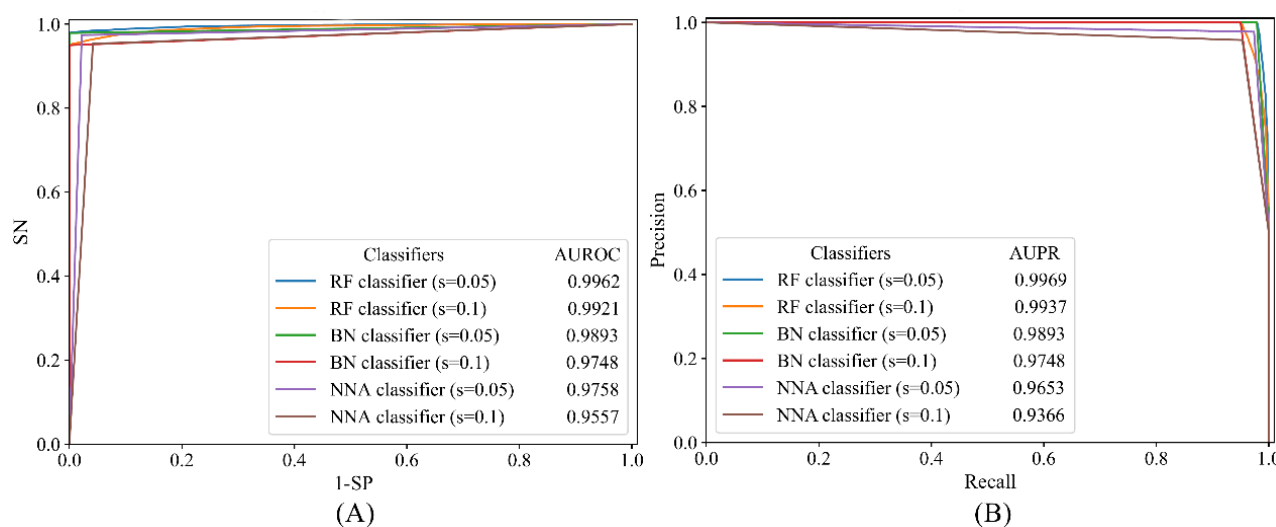 1.0
0.8
0.6
0.4
0.2
0.0
SN
0.0 0.2 0.4 0.6 0.8 1.0
1-SP
Classifiers AUROC
RF classifier (s=0.05) 0.9962
RF classifier (s=0.1) 0.9921
BN classifier (s=0.05) 0.9893
BN classifier (s=0.1) 0.9748
NNA classifier (s=0.05) 0.9758
NNA classifier (s=0.1) 0.9557
(A)
1.0
0.8
0.6
0.4
0.2
0.0
Precision
0.0 0.2 0.4 0.6 0.8 1.0
Recall
Classifiers AUPR
RF classifier (s=0.05) 0.9969
RF classifier (s=0.1) 0.9937
BN classifier (s=0.05) 0.9893
BN classifier (s=0.1) 0.9748
NNA classifier (s=0.05) 0.9653
NNA classifier (s=0.1) 0.9366
(B)